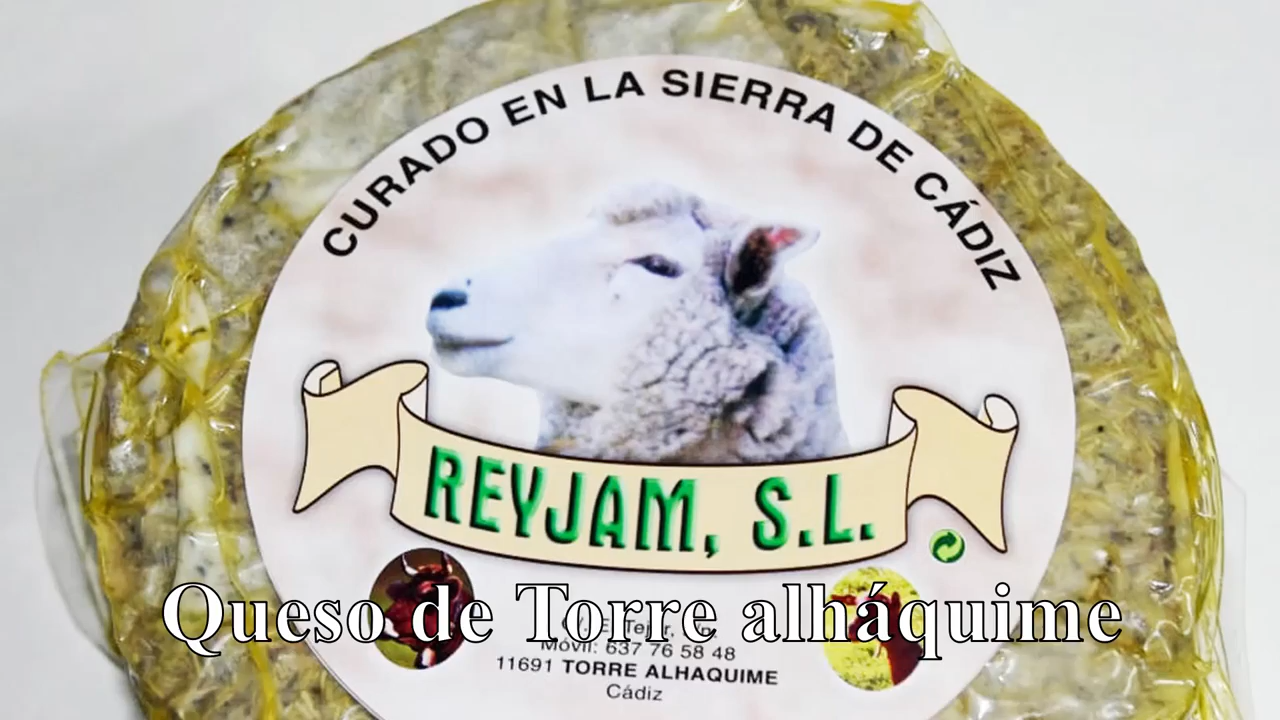 CURADO EN LA SIERRA DE CÁDIZ
REYJAM, S.L.
Queso de Torre alháquime
Móvil: 637 76 58 48
11691 TORRE ALHAQUIME
Cádiz